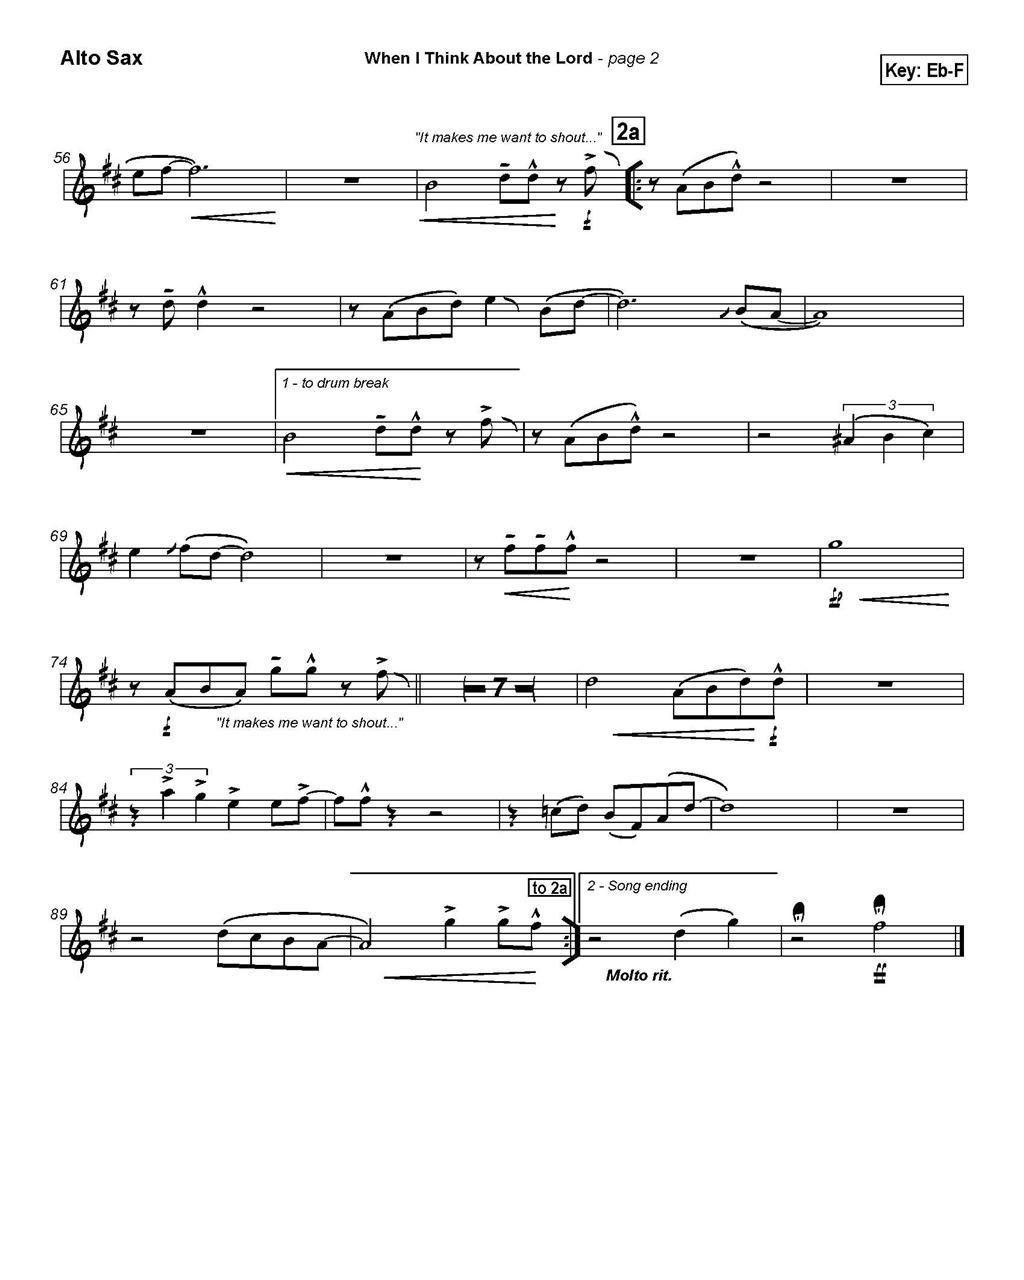 Alto Sax
When I Think About the Lord - page 2
Key: Eb-F
"It makes me want to shout..."
2a
56
f
61
1 - to drum break
65
3
69
fp
74
7
f
"It makes me want to shout..."
f
84
3
to 2a
2 - Song ending
89
Molto rit.
ff